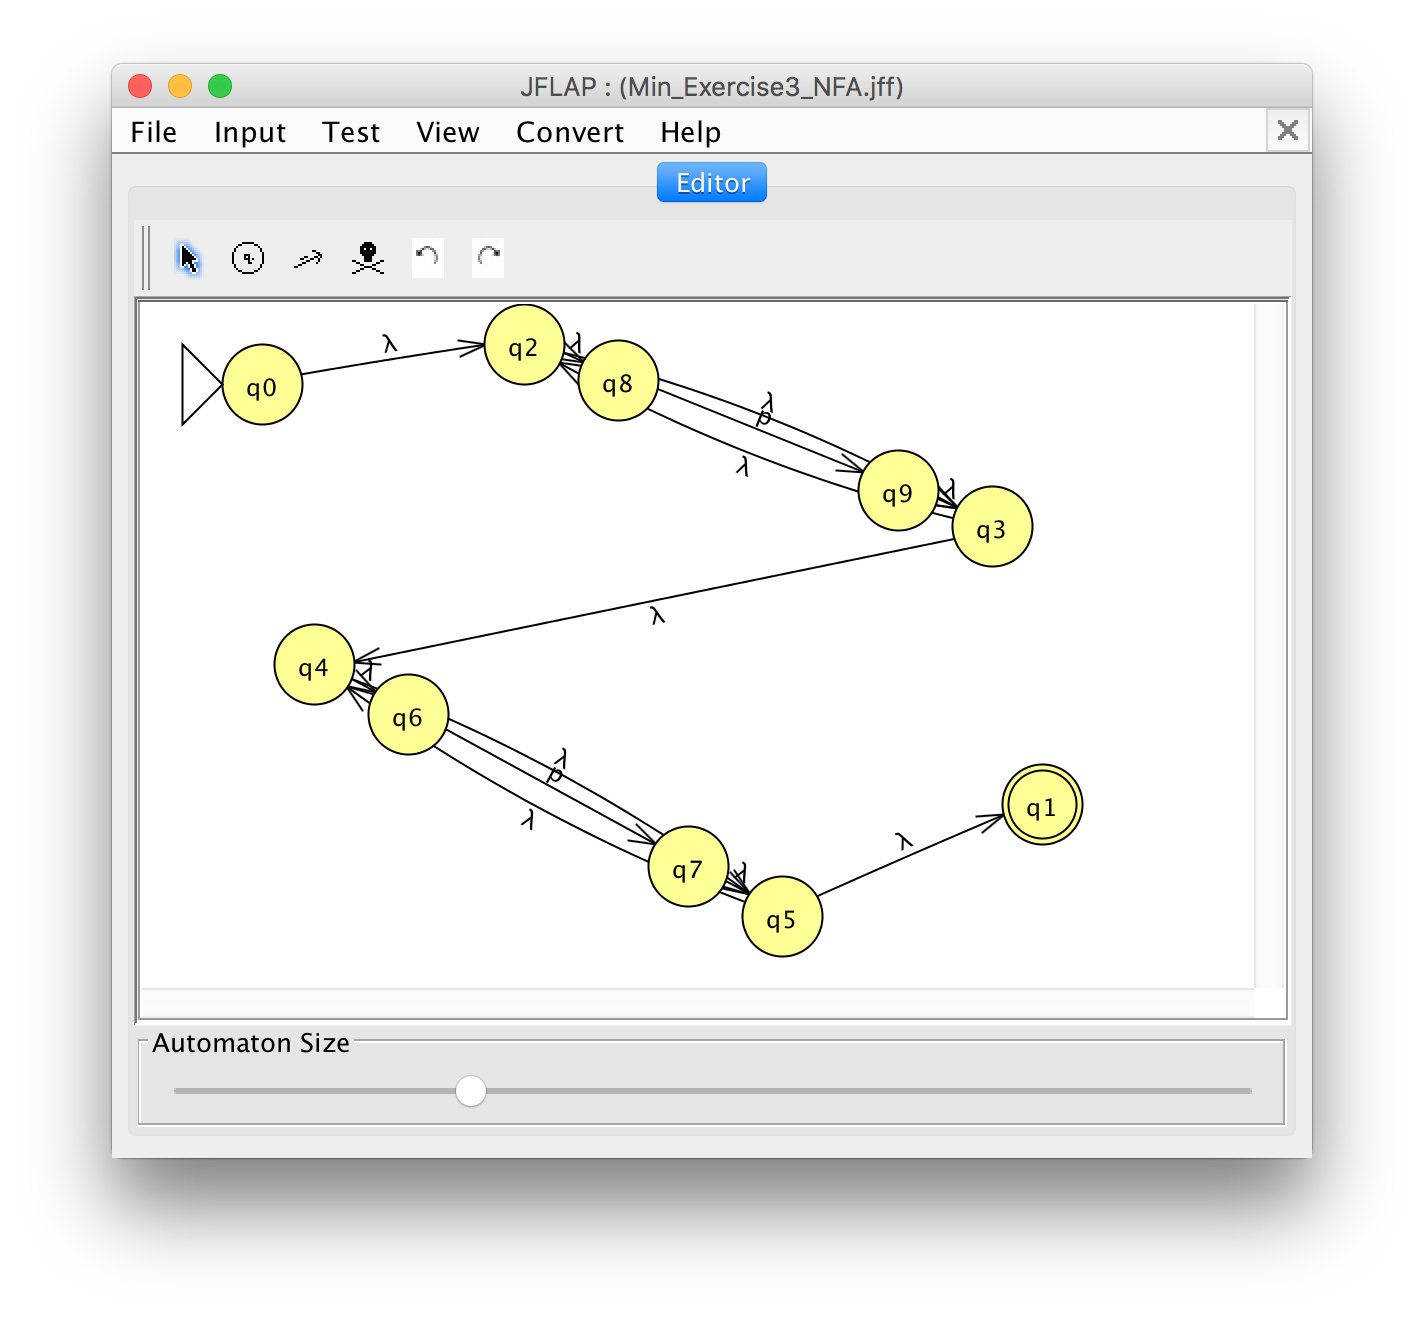 JFLAP : (Min_Exercise3_NFA.jff)
File Input Test View Convert Help
Editor
q
q0
λ
q2
λ
q8
λ
p
λ
q9
λ
q3
λ
q4
λ
q6
λ
p
λ
q7
λ
q5
λ
q1
Automaton Size